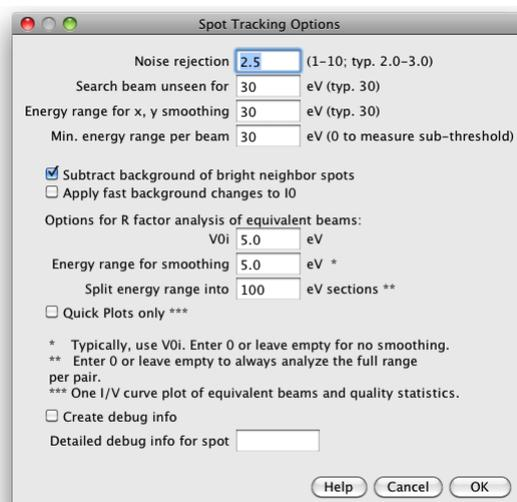 Spot Tracking Options
Noise rejection 2.5 (1-10; typ. 2.0-3.0)
Search beam unseen for 30 eV (typ. 30)
Energy range for x, y smoothing 30 eV (typ. 30)
Min. energy range per beam 30 eV (0 to measure sub-threshold)
Subtract background of bright neighbor spots
Apply fast background changes to I0
Options for R factor analysis of equivalent beams:
V0i 5.0 eV
Energy range for smoothing 5.0 eV *
Split energy range into 100 eV sections **
Quick Plots only ***
* Typically, use V0i. Enter 0 or leave empty for no smoothing.
** Enter 0 or leave empty to always analyze the full range
per pair.
*** One I/V curve plot of equivalent beams and quality statistics.
Create debug info
Detailed debug info for spot
Help Cancel OK